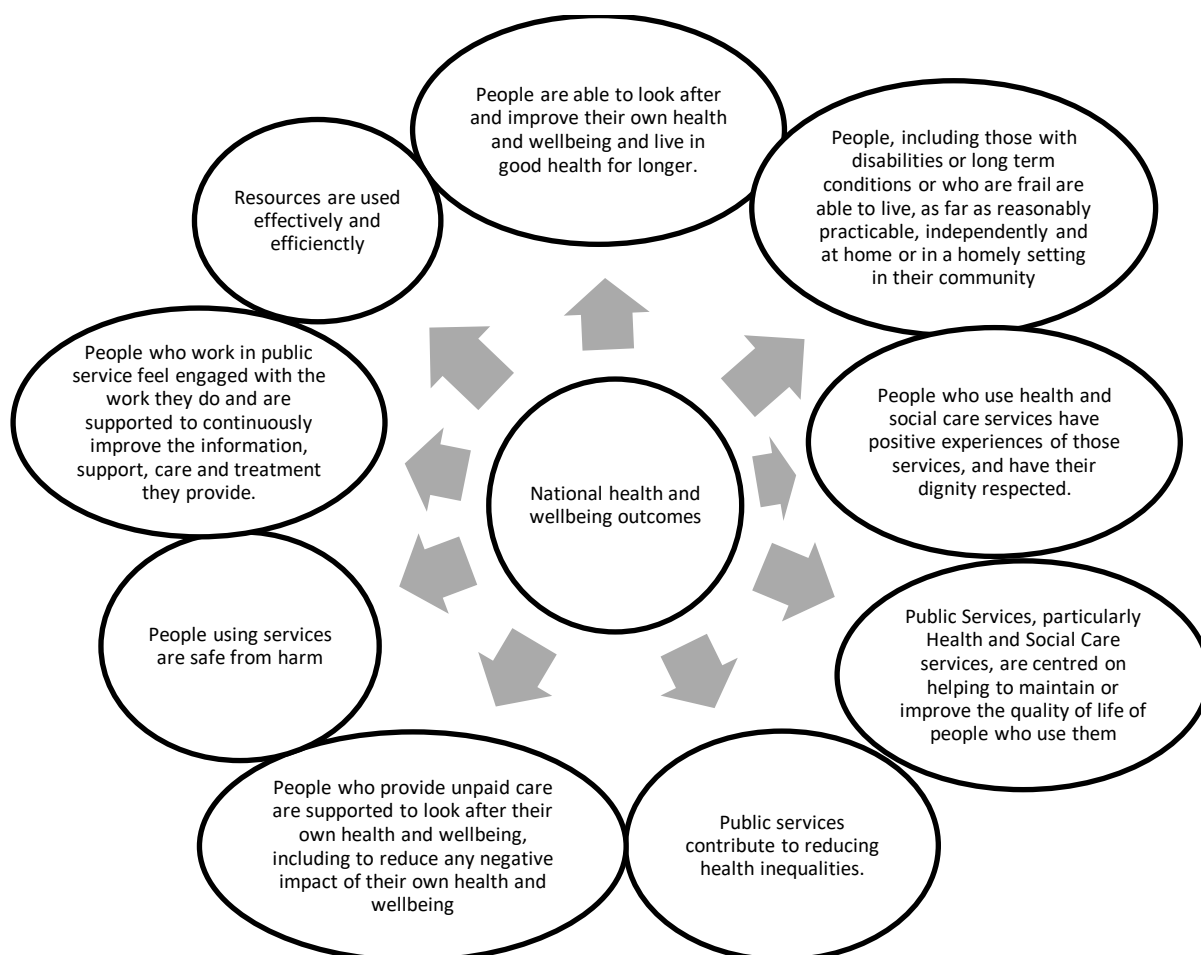 People are able to look after
and improve their own health
and wellbeing and live in
good health for longer.
People, including those with
disabilities or long term
conditions or who are frail are
able to live, as far as reasonably
practicable, independently and
at home or in a homely setting
in their community
People who use health and
social care services have
positive experiences of those
services, and have their
dignity respected.
Public Services, particularly
Health and Social Care
services, are centred on
helping to maintain or
improve the quality of life of
people who use them
Public services
contribute to reducing
health inequalities.
People who provide unpaid care
are supported to look after their
own health and wellbeing,
including to reduce any negative
impact of their own health and
wellbeing
People using services
are safe from harm
People who work in public
service feel engaged with the
work they do and are
supported to continuously
improve the information,
support, care and treatment
they provide.
Resources are used
effectively and
efficienctly
National health and
wellbeing outcomes